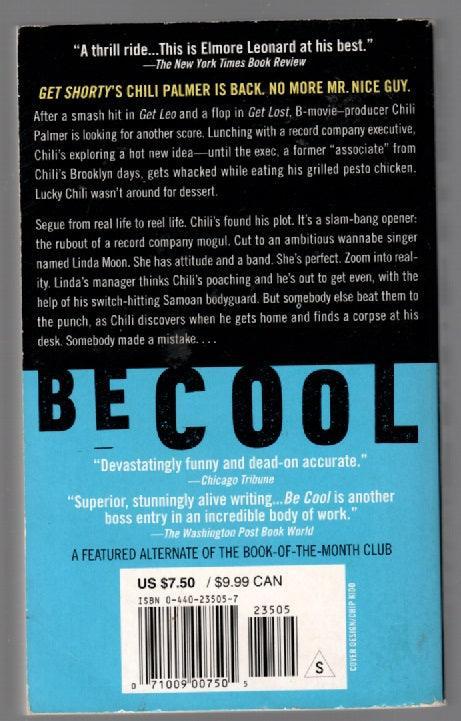 "A thrill ride...This is Elmore Leonard at his best."
—The New York Times Book Review
GET SHORTY'S CHILI PALMER IS BACK. NO MORE MR. NICE GUY.
After a smash hit in Get Leo and a flop in Get Lost, B-movie–producer Chili
Palmer is looking for another score. Lunching with a record company executive,
Chili's exploring a hot new idea—until the exec, a former "associate" from
Chili's Brooklyn days, gets whacked while eating his grilled pesto chicken.
Lucky Chili wasn't around for dessert.
Segue from real life to reel life. Chili's found his plot. It's a slam-bang opener:
the rubout of a record company mogul. Cut to an ambitious wannabe singer
named Linda Moon. She has attitude and a band. She's perfect. Zoom into real-
ity. Linda's manager thinks Chili's poaching and he's out to get even, with the
help of his switch-hitting Samoan bodyguard. But somebody else beat them to
the punch, as Chili discovers when he gets home and finds a corpse at his
desk. Somebody made a mistake. . . .
BE COOL
"Devastatingly funny and dead-on accurate."
—Chicago Tribune
"Superior, stunningly alive writing...Be Cool is another
boss entry in an incredible body of work."
—The Washington Post Book World
A FEATURED ALTERNATE OF THE BOOK-OF-THE-MONTH CLUB
US $7.50 / $9.99 CAN
ISBN 0-440-23505-7
23505
0 71009 00750 5
S
COVER DESIGN/CHIP KIDD